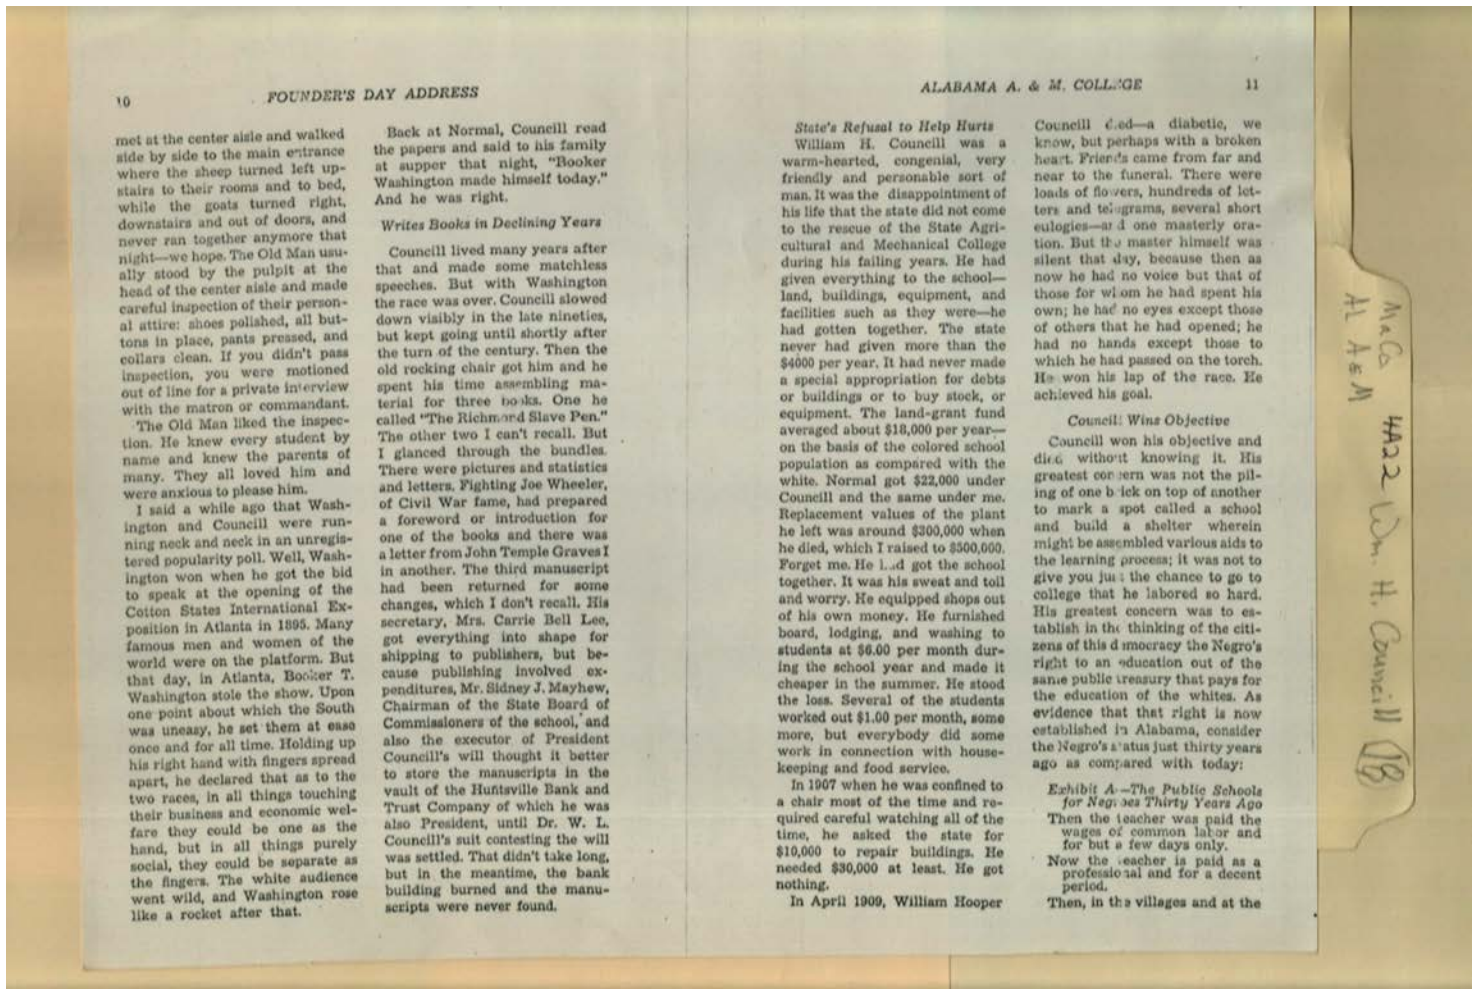 10
FOUNDER'S DAY ADDRESS
met at the center aisle and walked
side by side to the main entrance
where the sheep turned left up-
stairs to their rooms and to bed,
while the goats turned right,
downstairs and out of doors, and
never ran together anymore that
night—we hope. The Old Man usu-
ally stood by the pulpit at the
head of the center aisle and made
careful inspection of their person-
al attire: shoes polished, all but-
tons in place, pants pressed, and
collars clean. If you didn't pass
inspection, you were motioned
out of line for a private interview
with the matron or commandant.
The Old Man liked the inspec-
tion. He knew every student by
name and knew the parents of
many. They all loved him and
were anxious to please him.
I said a while ago that Wash-
ington and Councill were run-
ning neck and neck in an unregis-
tered popularity poll. Well, Wash-
ington won when he got the bid
to speak at the opening of the
Cotton States International Ex-
position in Atlanta in 1895. Many
famous men and women of the
world were on the platform. But
that day, in Atlanta, Booker T.
Washington stole the show. Upon
one point about which the South
was uneasy, he set them at ease
once and for all time. Holding up
his right hand with fingers spread
apart, he declared that as to the
two races, in all things touching
their business and economic wel-
fare they could be one as the
hand, but in all things purely
social, they could be separate as
the fingers. The white audience
went wild, and Washington rose
like a rocket after that.
Back at Normal, Councill read
the papers and said to his family
at supper that night, "Booker
Washington made himself today."
And he was right.
Writes Books in Declining Years
Councill lived many years after
that and made some matchless
speeches. But with Washington
the race was over. Councill slowed
down visibly in the late nineties,
but kept going until shortly after
the turn of the century. Then the
old rocking chair got him and he
spent his time assembling ma-
terial for three books. One he
called "The Richmond Slave Pen."
The other two I can't recall. But
I glanced through the bundles.
There were pictures and statistics
and letters. Fighting Joe Wheeler,
of Civil War fame, had prepared
a foreword or introduction for
one of the books and there was
a letter from John Temple Graves I
in another. The third manuscript
had been returned for some
changes, which I don't recall. His
secretary, Mrs. Carrie Bell Lee,
got everything into shape for
shipping to publishers, but be-
cause publishing involved ex-
penditures, Mr. Sidney J. Mayhew,
Chairman of the State Board of
Commissioners of the school, and
also the executor of President
Councill's will thought it better
to store the manuscripts in the
vault of the Huntsville Bank and
Trust Company of which he was
also President, until Dr. W. L.
Councill's suit contesting the will
was settled. That didn't take long,
but in the meantime, the bank
building burned and the manu-
scripts were never found.
ALABAMA A. & M. COLLEGE
11
State's Refusal to Help Hurts
William H. Councill was a
warm-hearted, congenial, very
friendly and personable sort of
man. It was the disappointment of
his life that the state did not come
to the rescue of the State Agri-
cultural and Mechanical College
during his failing years. He had
given everything to the school—
land, buildings, equipment, and
facilities such as they were—he
had gotten together. The state
never had given more than the
$4000 per year. It had never made
a special appropriation for debts
or buildings or to buy stock, or
equipment. The land-grant fund
averaged about $18,000 per year—
on the basis of the colored school
population as compared with the
white. Normal got $22,000 under
Councill and the same under me.
Replacement values of the plant
he left was around $300,000 when
he died, which I raised to $500,000.
Forget me. He had got the school
together. It was his sweat and toil
and worry. He equipped shops out
of his own money. He furnished
board, lodging, and washing to
students at $6.00 per month dur-
ing the school year and made it
cheaper in the summer. He stood
the loss. Several of the students
worked out $1.00 per month, some
more, but everybody did some
work in connection with house-
keeping and food service.
In 1907 when he was confined to
a chair most of the time and re-
quired careful watching all of the
time, he asked the state for
$10,000 to repair buildings. He
needed $30,000 at least. He got
nothing.
In April 1909, William Hooper
Councill died—a diabetic, we
know, but perhaps with a broken
heart. Friends came from far and
near to the funeral. There were
loads of flowers, hundreds of let-
ters and telegrams, several short
eulogies—and one masterly ora-
tion. But the master himself was
silent that day, because then as
now he had no voice but that of
those for whom he had spent his
own; he had no eyes except those
of others that he had opened; he
had no hands except those to
which he had passed on the torch.
He won his lap of the race. He
achieved his goal.
Councill Wins Objective
Councill won his objective and
died without knowing it. His
greatest concern was not the pil-
ing of one brick on top of another
to mark a spot called a school
and build a shelter wherein
might be assembled various aids to
the learning process; it was not to
give you just the chance to go to
college that he labored so hard.
His greatest concern was to es-
tablish in the thinking of the citi-
zens of this democracy the Negro's
right to an education out of the
same public treasury that pays for
the education of the whites. As
evidence that that right is now
established in Alabama, consider
the Negro's status just thirty years
ago as compared with today:
Exhibit A—The Public Schools
for Negroes Thirty Years Ago
Then the teacher was paid the
wages of common labor and
for but a few days only.
Now the teacher is paid as a
professional and for a decent
period.
Then, in the villages and at the
MaCo 4A22 Wm. H. Councill (1B)
AL A&M